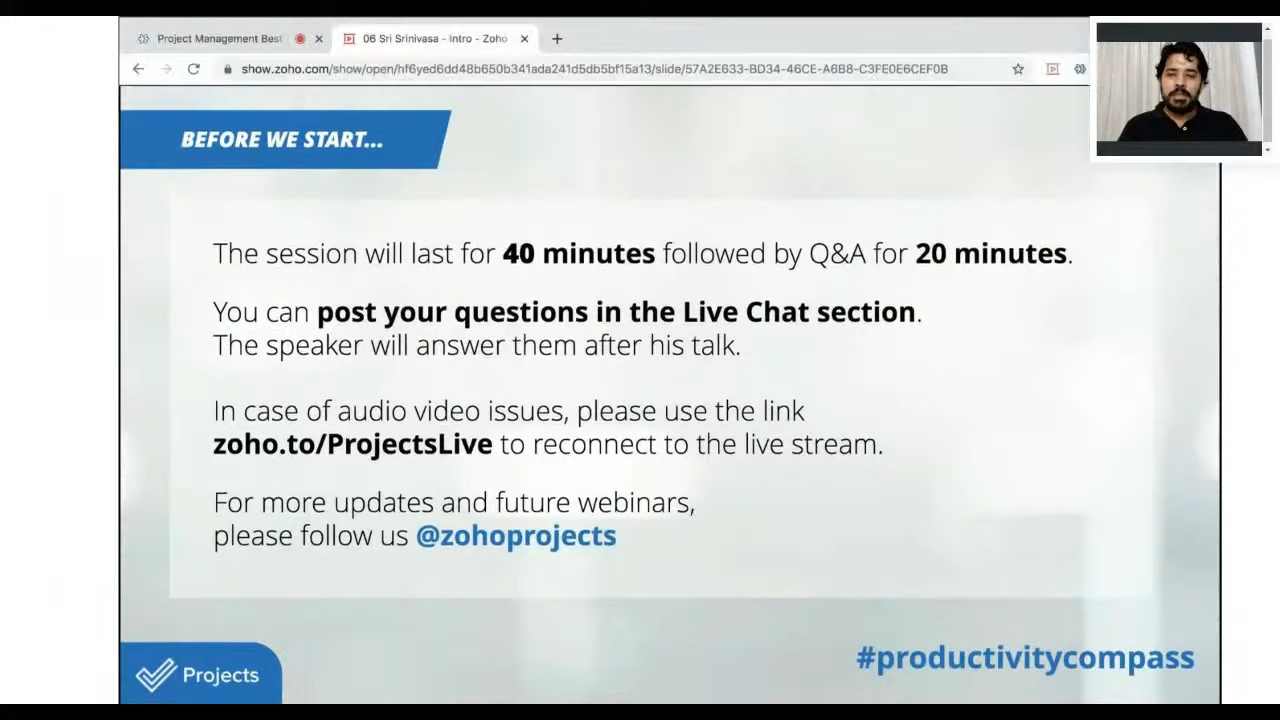 Project Management Best
06 Sri Srinivasa - Intro - Zoho
show.zoho.com/show/open/hf6yed6dd48b650b341ada241d5db5bf15a13/slide/57A2E633-BD34-46CE-A6B8-C3FE0E6CEF0B
BEFORE WE START...
The session will last for 40 minutes followed by Q&A for 20 minutes.
You can post your questions in the Live Chat section.
The speaker will answer them after his talk.
In case of audio video issues, please use the link
zoho.to/ProjectsLive to reconnect to the live stream.
For more updates and future webinars,
please follow us @zohoprojects
Projects
#productivitycompass